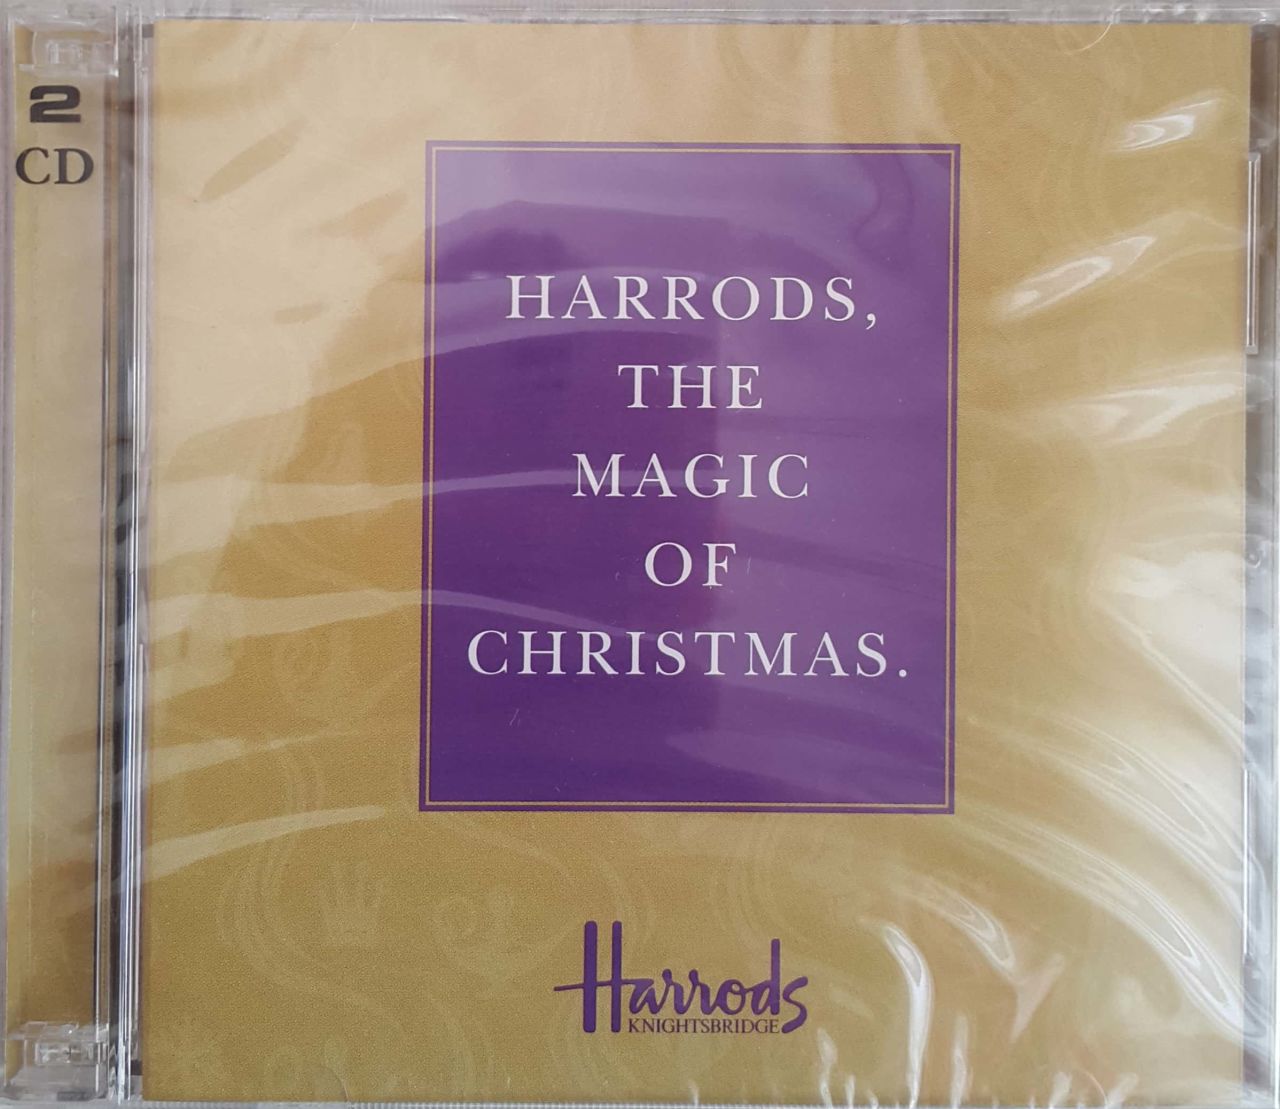 2
CD
HARRODS,
THE
MAGIC
OF
CHRISTMAS.
Harrods
KNIGHTSBRIDGE